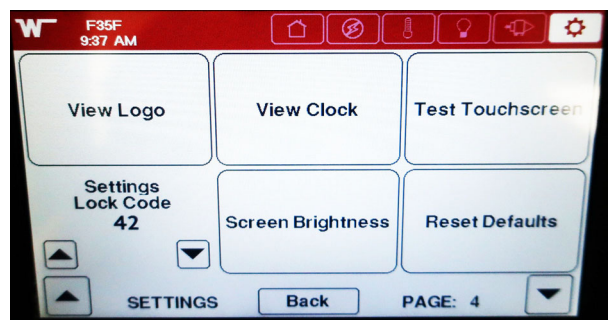 F35F
9:37 AM
View Logo
View Clock
Test Touchscreen
Settings
Lock Code
42
Screen Brightness
Reset Defaults
SETTINGS
Back
PAGE: 4